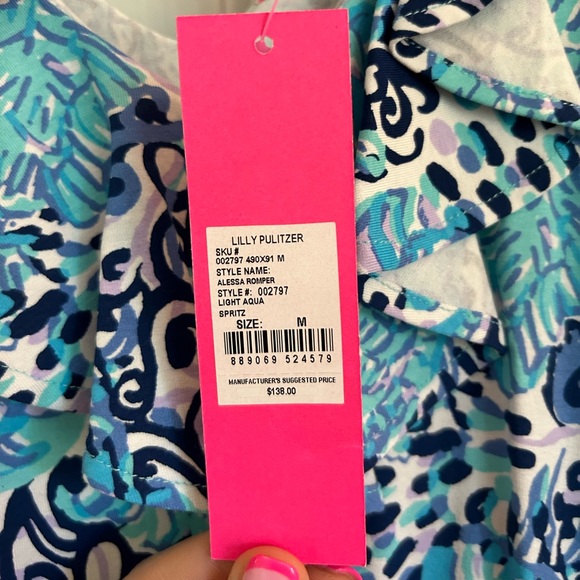 LILLY PULITZER
SKU #
002797 490X91 M
STYLE NAME:
ALESSA ROMPER
STYLE #: 002797
LIGHT AQUA
SPRITZ
SIZE: M
889069 524579
MANUFACTURER'S SUGGESTED PRICE
$138.00